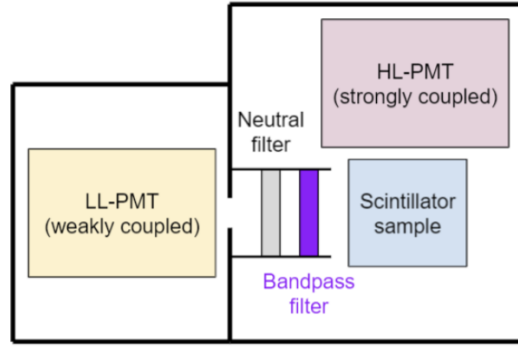 HL-PMT
(strongly coupled)
Neutral
filter
LL-PMT
(weakly coupled)
Scintillator
sample
Bandpass
filter